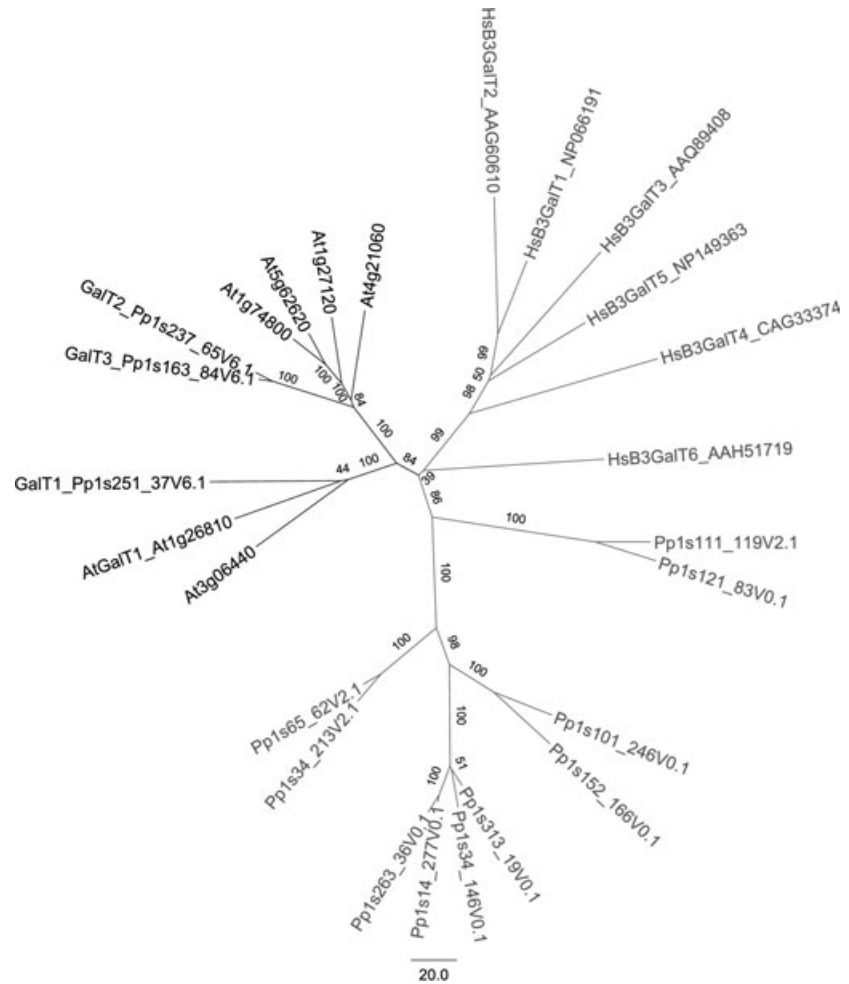 HsB3GalT2_AAG60610
HsB3GalT1_NP066191
HsB3GalT3_AAQ89408
HsB3GalT5_NP149363
HsB3GalT4_CAG33374
HsB3GalT6_AAH51719
At4g21060
At1g27120
At5g62620
At1g74800
GalT2_Pp1s237_65V6.1
GalT3_Pp1s163_84V6.1
GalT1_Pp1s251_37V6.1
AtGalT1_At1g26810
At3g06440
Pp1s111_119V2.1
Pp1s121_83V0.1
Pp1s65_62V2.1
Pp1s34_213V2.1
Pp1s101_246V0.1
Pp1s152_166V0.1
Pp1s313_19V0.1
Pp1s34_146V0.1
Pp1s14_277V0.1
Pp1s263_36V0.1
99
50
98
99
100
100
100
84
100
100
84
44
100
39
86
100
100
100
98
100
100
51
100
20.0